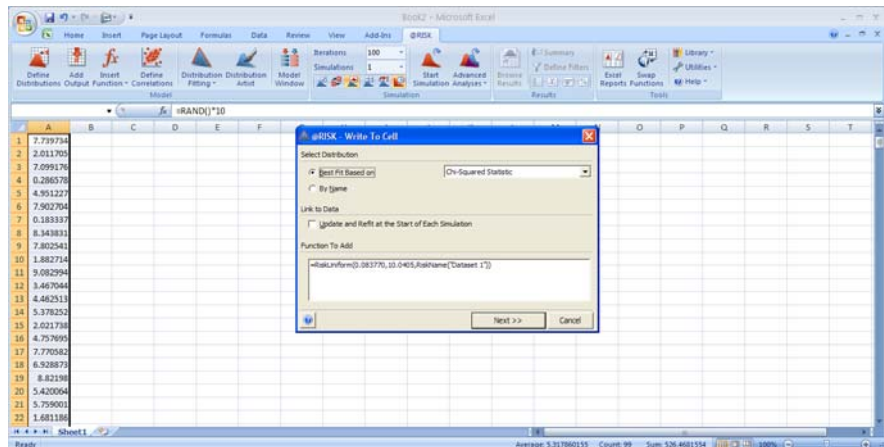 Book2 - Microsoft Excel
Home Insert Page Layout Formulas Data Review View Add-Ins @RISK
Define Distributions
Add Output
Insert Function
Define Correlations
Distribution Fitting
Distribution Artist
Model Window
Iterations 100
Simulations 1
Start Simulation
Advanced Analyses
Browse Results
Summary
Define Filters
Excel Reports
Swap Functions
Library
Utilities
Help
Model Simulation Results Tools
fx =RAND()*10
A B C D E F O P Q R S T
1 7.739734
2 2.011705
3 7.099176
4 0.286578
5 4.951227
6 7.902704
7 0.183337
8 8.343831
9 7.802541
10 1.882714
11 9.082994
12 3.467044
13 4.462513
14 5.378252
15 2.021738
16 4.757695
17 7.770582
18 6.928873
19 8.82198
20 5.420064
21 5.759001
22 1.681186
@RISK - Write To Cell
Select Distribution
Best Fit Based on Chi-Squared Statistic
By Name
Link to Data
Update and Refit at the Start of Each Simulation
Function To Add
=RiskUniform(0.083770,10.0405,RiskName("Dataset 1"))
Next >> Cancel
Sheet1
Ready Average: 5.317860155 Count: 99 Sum: 526.4681554 100%